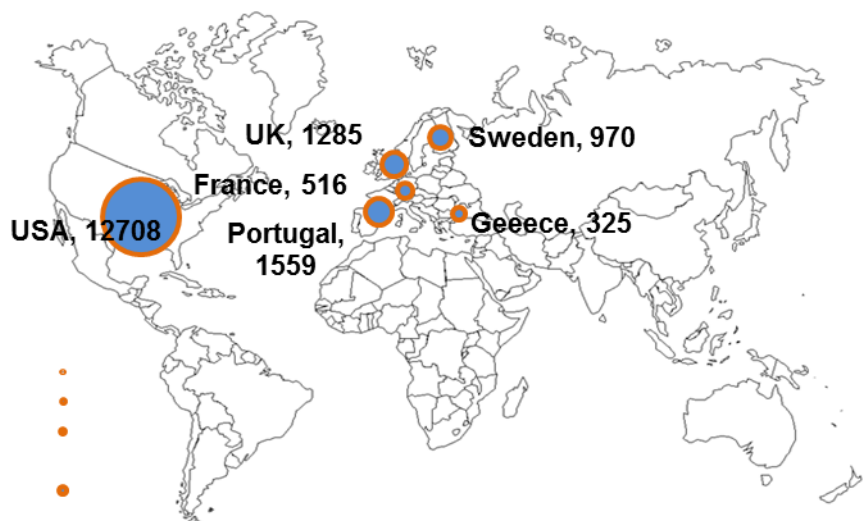 UK, 1285
Sweden, 970
France, 516
USA, 12708
Portugal,
1559
Geeece, 325